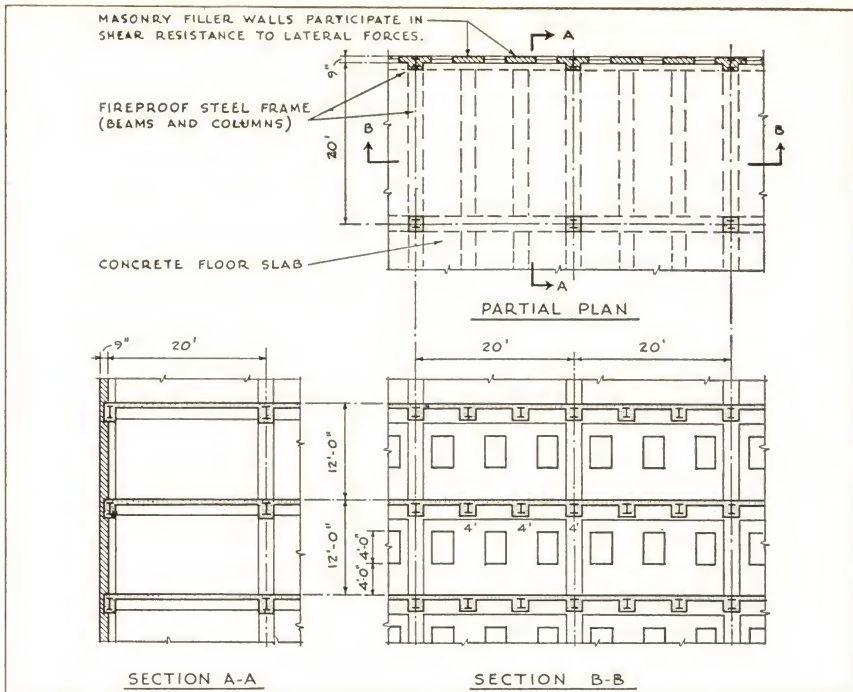 MASONRY FILLER WALLS PARTICIPATE IN
SHEAR RESISTANCE TO LATERAL FORCES.
A
9"
FIREPROOF STEEL FRAME
(BEAMS AND COLUMNS)
B
B
20'
CONCRETE FLOOR SLAB
A
PARTIAL PLAN
9"
20'
20'
20'
12'-0"
12'-0"
4'-0"
4'-0"
4'
4'
4'
SECTION A-A
SECTION B-B